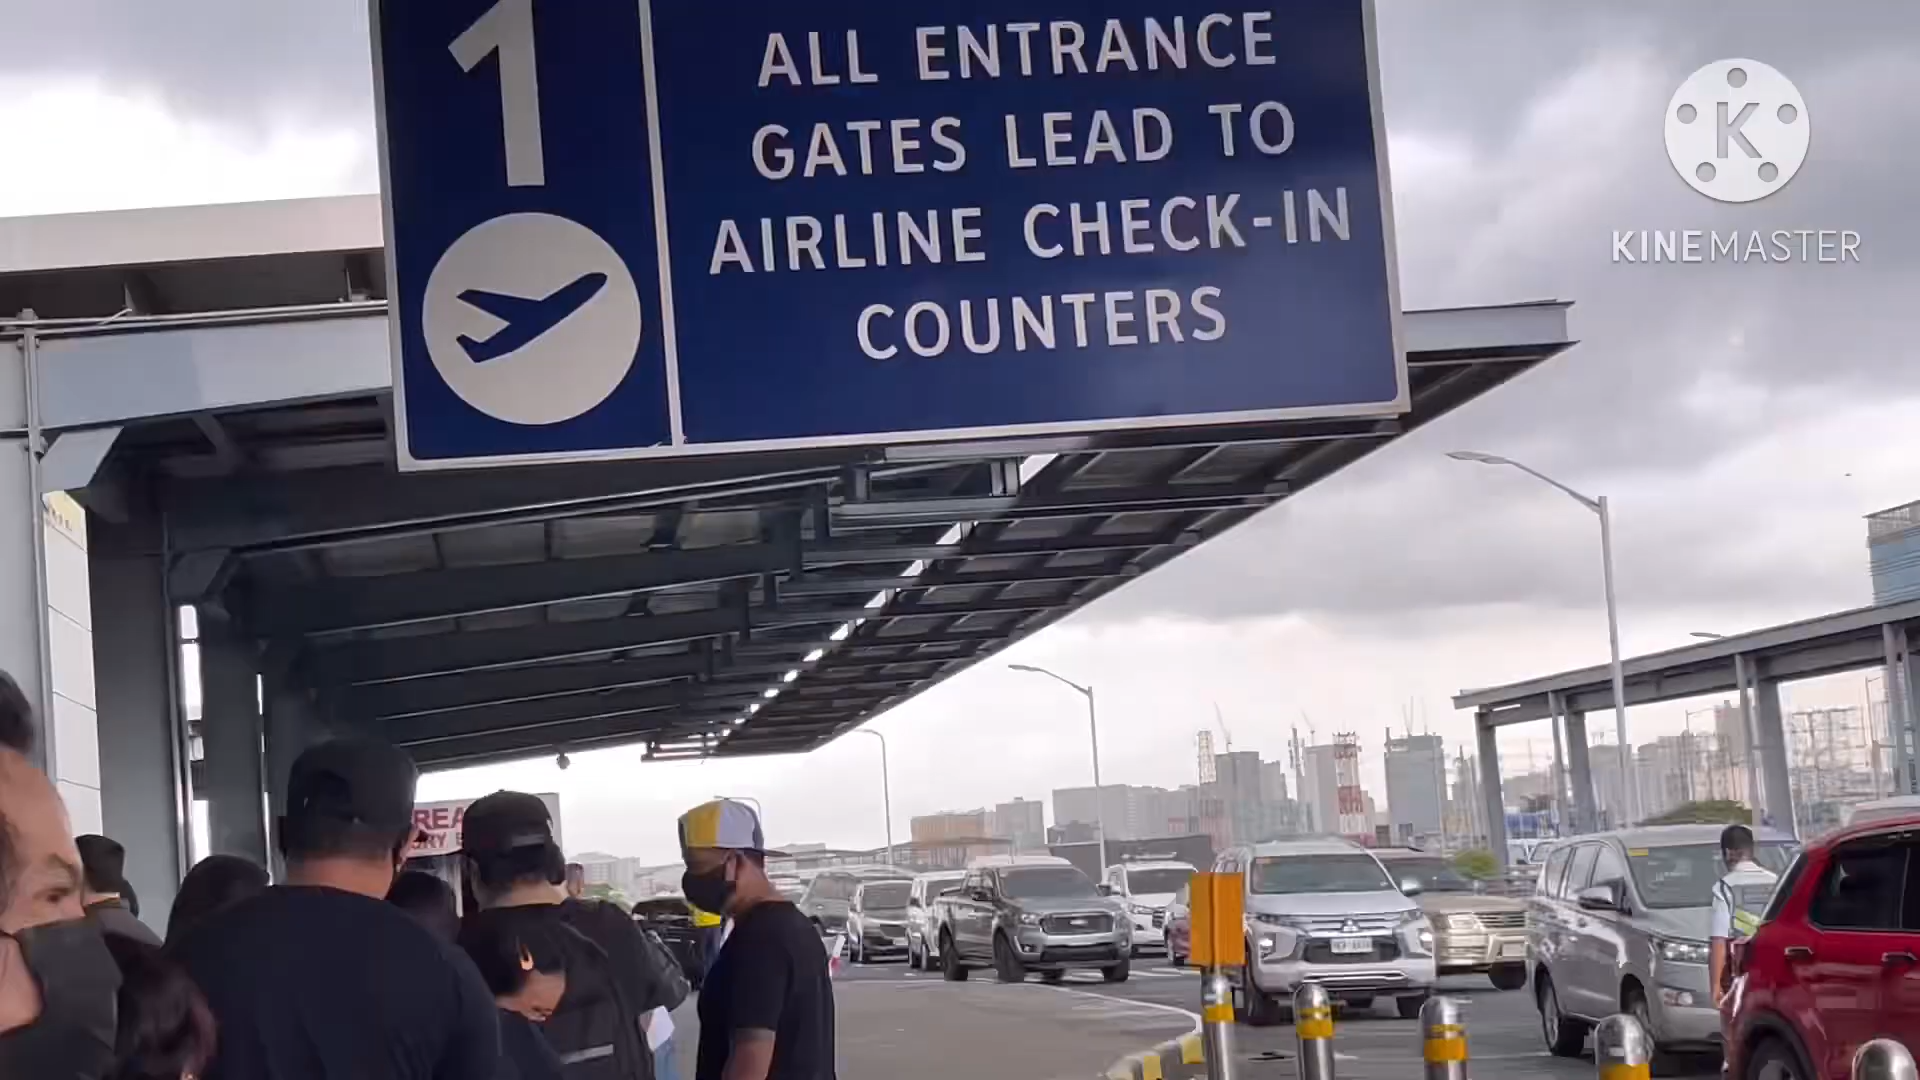 1
ALL ENTRANCE
GATES LEAD TO
AIRLINE CHECK-IN
COUNTERS
K
KINEMASTER